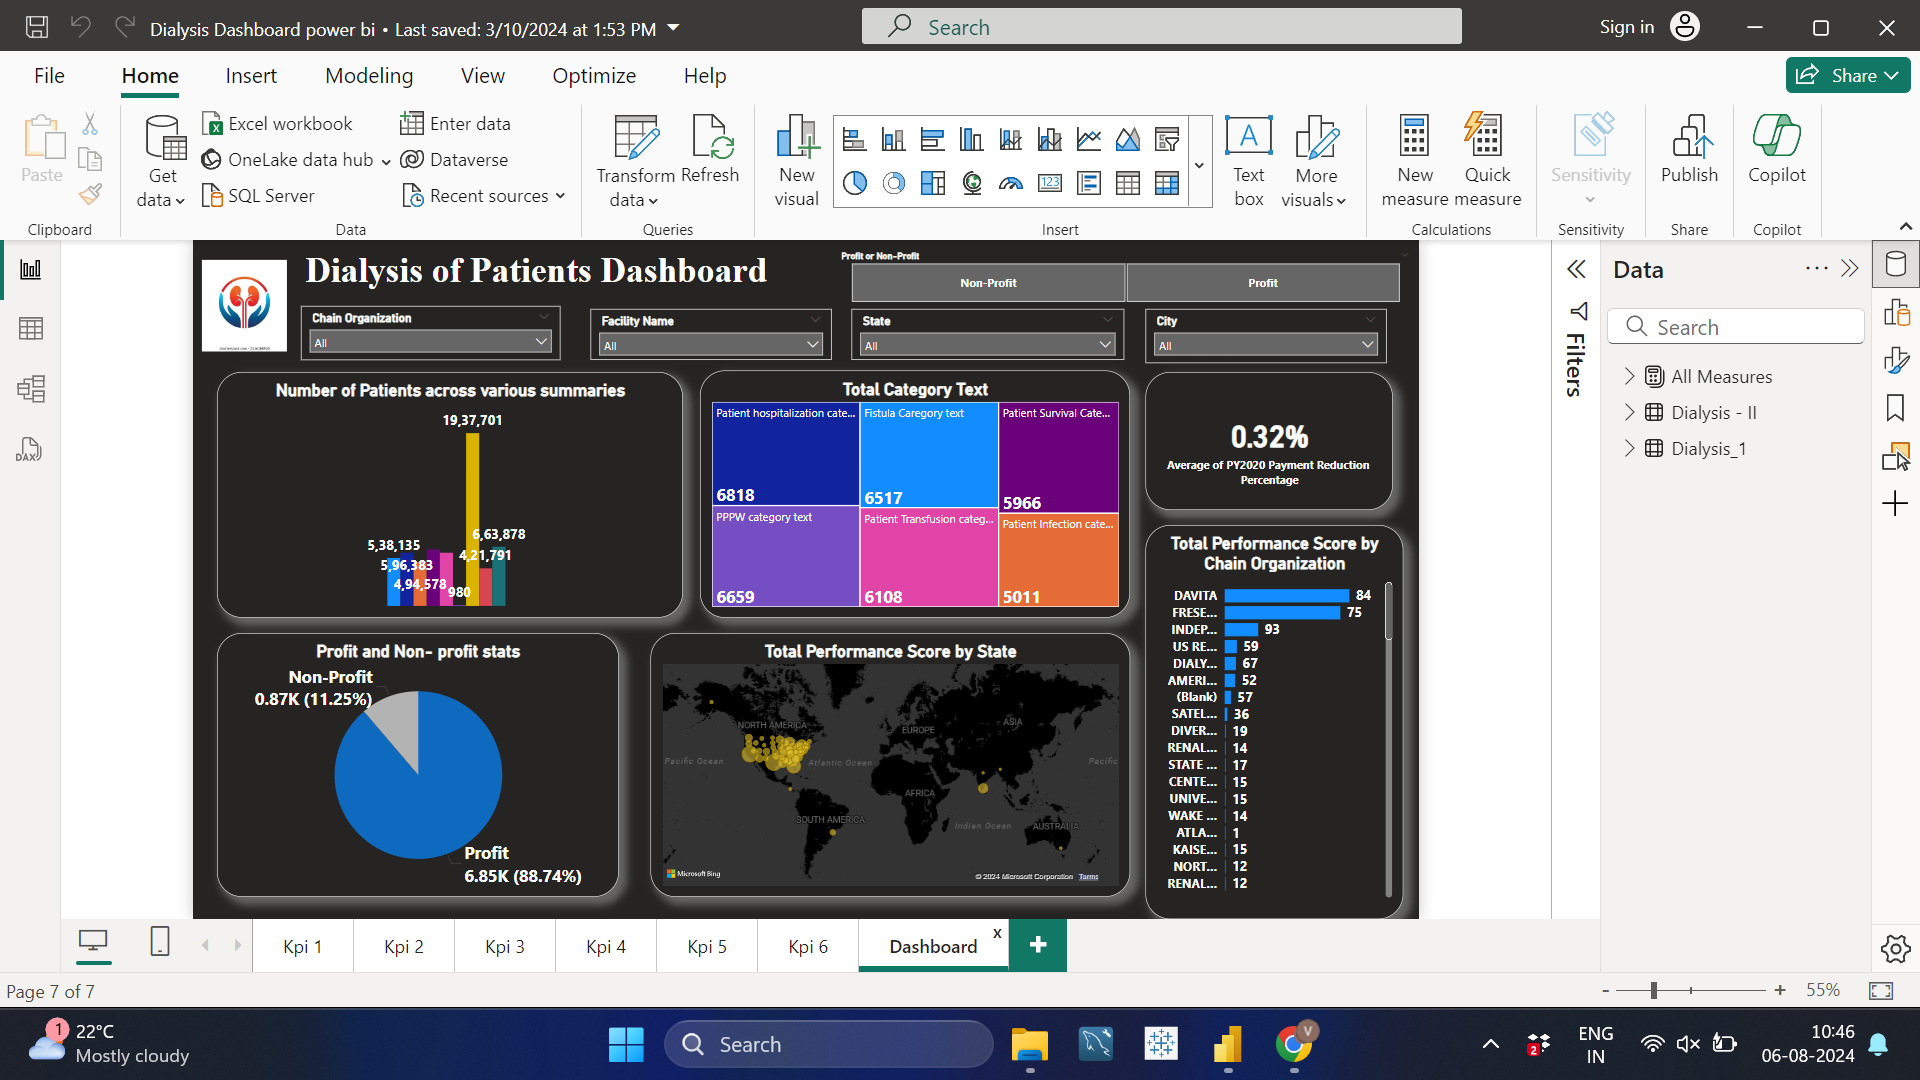 Dialysis Dashboard power bi • Last saved: 3/10/2024 at 1:53 PM
Search
Sign in
File Home Insert Modeling View Optimize Help
Share
Paste
Clipboard
Get data
Excel workbook
OneLake data hub
SQL Server
Enter data
Dataverse
Recent sources
Data
Transform data
Refresh
Queries
New visual
123
Insert
A
Text box
More visuals
New measure
Quick measure
Calculations
Sensitivity
Sensitivity
Publish
Share
Copilot
Copilot
DAX
Dialysis of Patients Dashboard
Profit or Non-Profit
Non-Profit
Profit
Chain Organization
All
Facility Name
All
State
All
City
All
Number of Patients across various summaries
19,37,701
6,63,878
5,38,135
4,21,791
5,96,383
4,94,578
980
Total Category Text
Patient hospitalization cate...
6818
Fistula Caregory text
6517
Patient Survival Cate...
5966
PPPW category text
6659
Patient Transfusion categ...
6108
Patient Infection cate...
5011
0.32%
Average of PY2020 Payment Reduction
Percentage
Total Performance Score by
Chain Organization
DAVITA 84
FRESE... 75
INDEP... 93
US RE... 59
DIALY... 67
AMERI... 52
(Blank) 57
SATEL... 36
DIVER... 19
RENAL... 14
STATE ... 17
CENTE... 15
UNIVE... 15
WAKE ... 14
ATLA... 1
KAISE... 15
NORT... 12
RENAL... 12
Profit and Non- profit stats
Non-Profit
0.87K (11.25%)
Profit
6.85K (88.74%)
Total Performance Score by State
NORTH AMERICA
EUROPE
ASIA
Pacific Ocean
Atlantic Ocean
Pacific
AFRICA
SOUTH AMERICA
Indian Ocean
AUSTRALIA
Microsoft Bing
© 2024 Microsoft Corporation Terms
Filters
Data
Search
All Measures
Dialysis - II
Dialysis_1
Kpi 1
Kpi 2
Kpi 3
Kpi 4
Kpi 5
Kpi 6
Dashboard
x
+
Page 7 of 7
- + 55%
1
22°C
Mostly cloudy
Search
V
2
ENG
IN
10:46
06-08-2024